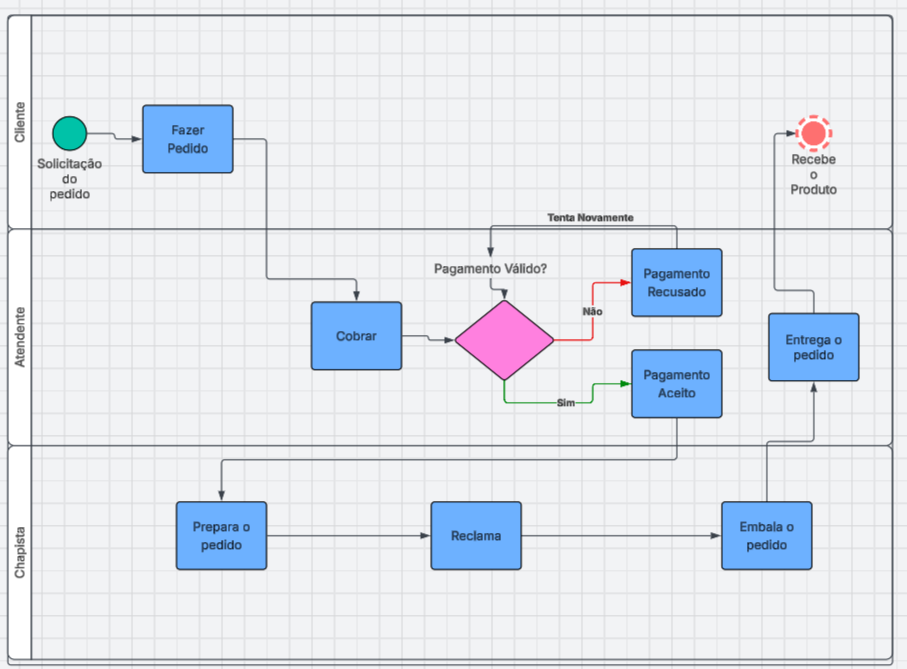 Cliente
Solicitação
do
pedido
Fazer
Pedido
Recebe
o
Produto
Atendente
Tenta Novamente
Pagamento Válido?
Cobrar
Não
Sim
Pagamento
Recusado
Pagamento
Aceito
Entrega o
pedido
Chapista
Prepara o
pedido
Reclama
Embala o
pedido